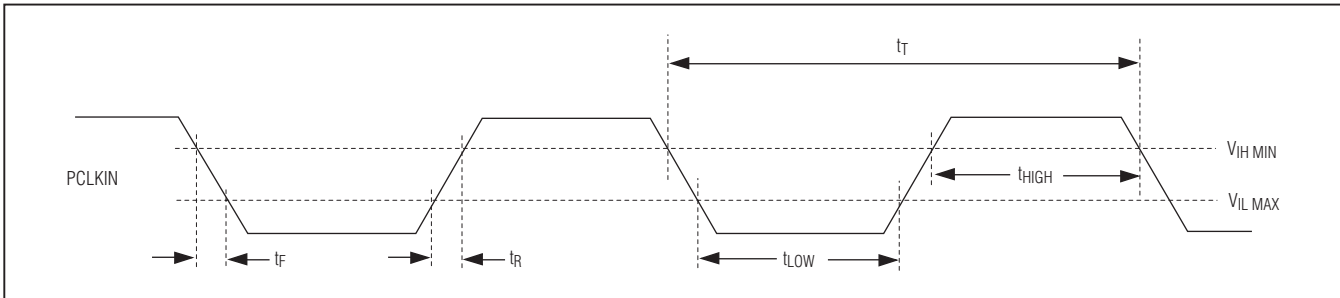 tT
VIH MIN
PCLKIN
tHIGH
VIL MAX
tF
tR
tLOW